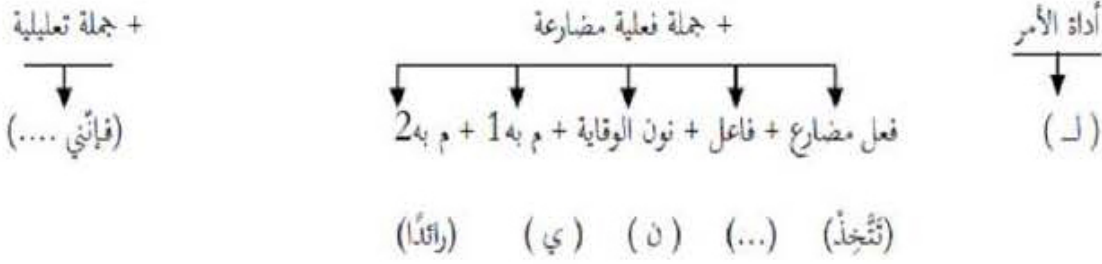 أداة الأمر + جملة فعلية مضارعة + جملة تعليلية
(لـ) فعل مضارع + فاعل + نون الوقاية + م به1 + م به2 (فإنّني ....)
(تَتَّخِذْ) (...) (ن) (ي) (رائدًا)